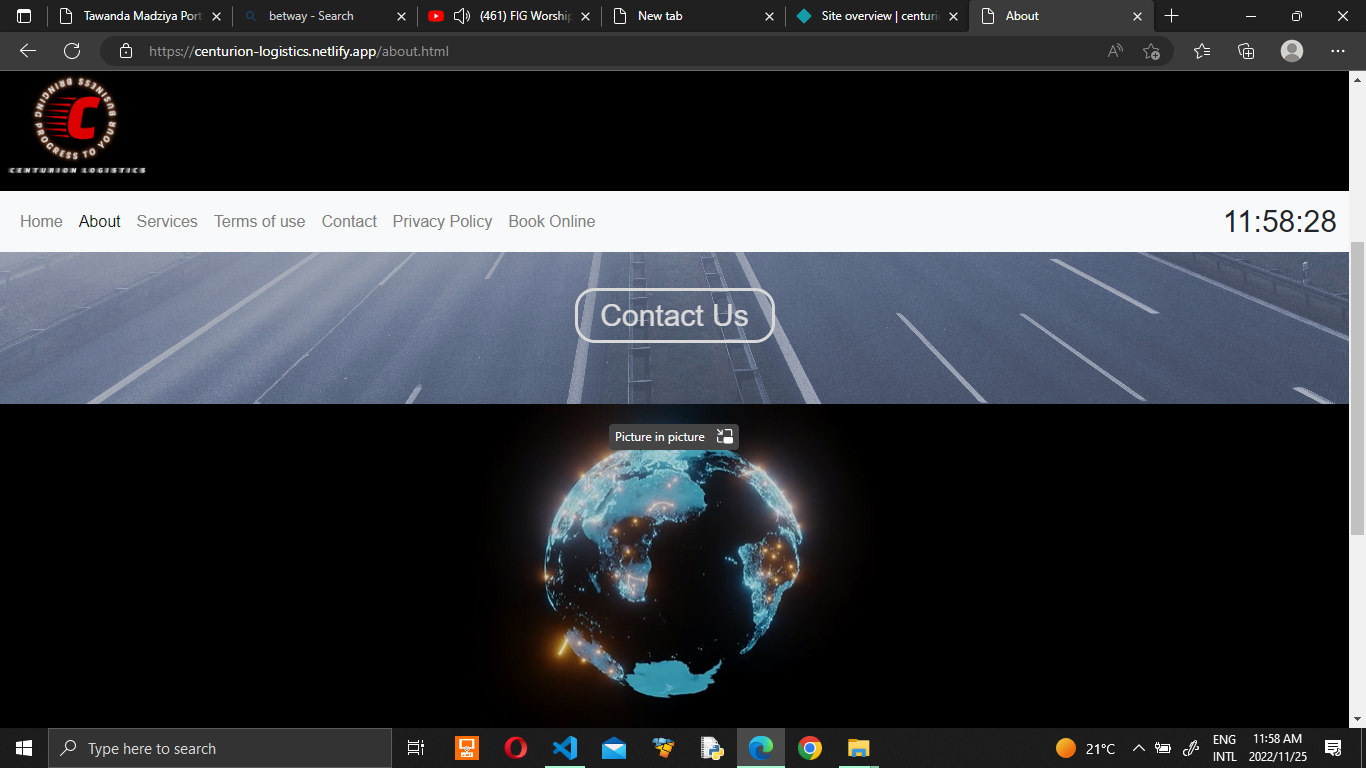 Tawanda Madziya Port
betway - Search
(461) FIG Worship
New tab
Site overview | centuri
About
https://centurion-logistics.netlify.app/about.html
BUSINESS BRINGING PROGRESS TO YOUR
C
CENTURION LOGISTICS
Home About Services Terms of use Contact Privacy Policy Book Online 11:58:28
Contact Us
Picture in picture
Type here to search
21°C
ENG
INTL
11:58 AM
2022/11/25